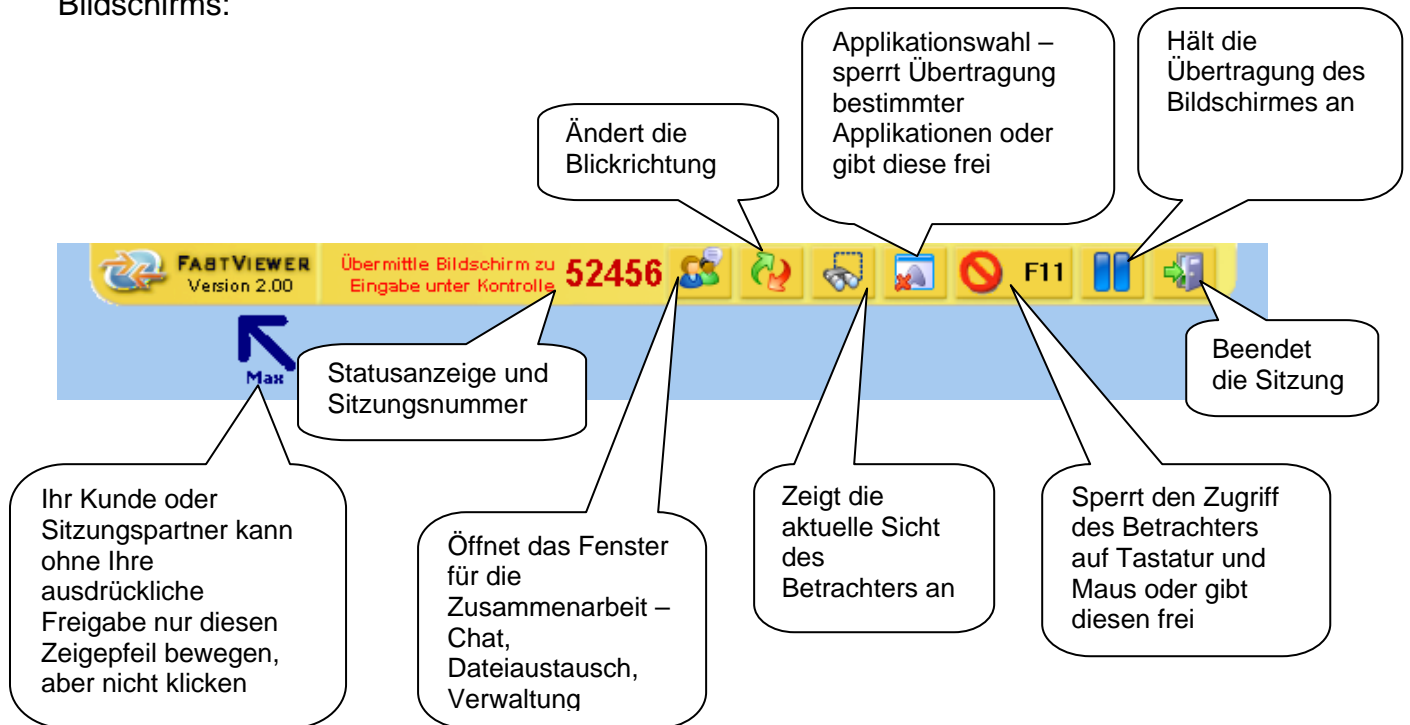 Bildschirms:
Applikationswahl –
sperrt Übertragung
bestimmter
Applikationen oder
gibt diese frei
Hält die
Übertragung des
Bildschirmes an
Ändert die
Blickrichtung
FASTVIEWER
Version 2.00
Übermittle Bildschirm zu
Eingabe unter Kontrolle
52456
F11
Max
Statusanzeige und
Sitzungsnummer
Beendet
die Sitzung
Ihr Kunde oder
Sitzungspartner kann
ohne Ihre
ausdrückliche
Freigabe nur diesen
Zeigepfeil bewegen,
aber nicht klicken
Öffnet das Fenster
für die
Zusammenarbeit –
Chat,
Dateiaustausch,
Verwaltung
Zeigt die
aktuelle Sicht
des
Betrachters an
Sperrt den Zugriff
des Betrachters
auf Tastatur und
Maus oder gibt
diesen frei